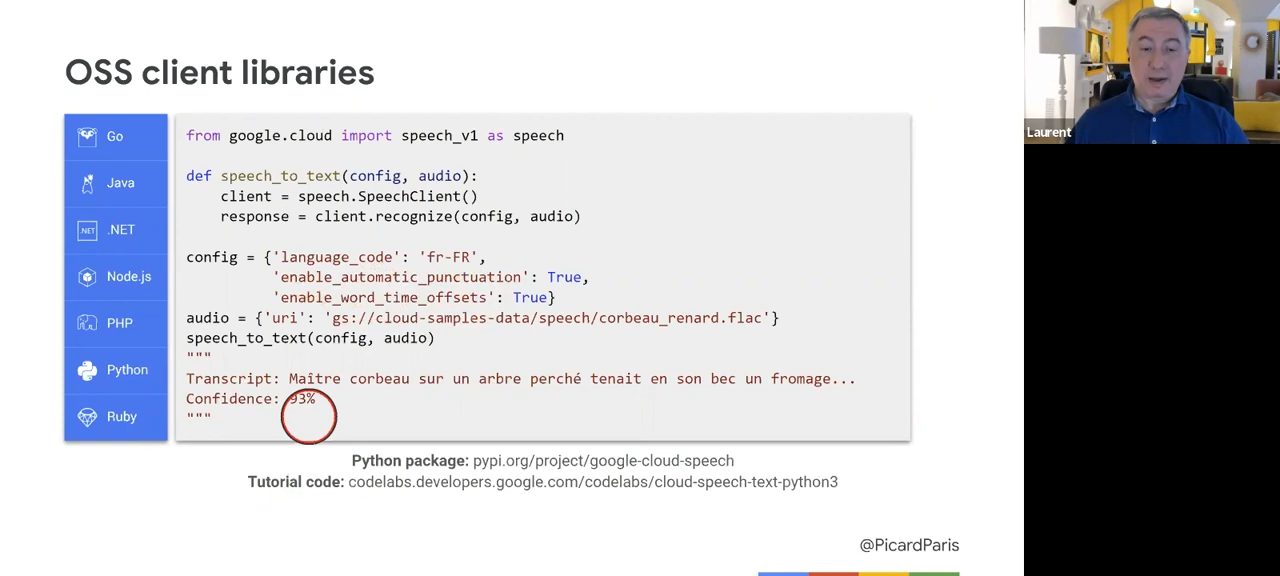 OSS client libraries
Go
Java
.NET
.NET
Node.js
PHP
Python
Ruby
from google.cloud import speech_v1 as speech
def speech_to_text(config, audio):
client = speech.SpeechClient()
response = client.recognize(config, audio)
config = {'language_code': 'fr-FR',
'enable_automatic_punctuation': True,
'enable_word_time_offsets': True}
audio = {'uri': 'gs://cloud-samples-data/speech/corbeau_renard.flac'}
speech_to_text(config, audio)
"""
Transcript: Maître corbeau sur un arbre perché tenait en son bec un fromage...
Confidence: 93%
"""
Python package: pypi.org/project/google-cloud-speech
Tutorial code: codelabs.developers.google.com/codelabs/cloud-speech-text-python3
@PicardParis
Laurent